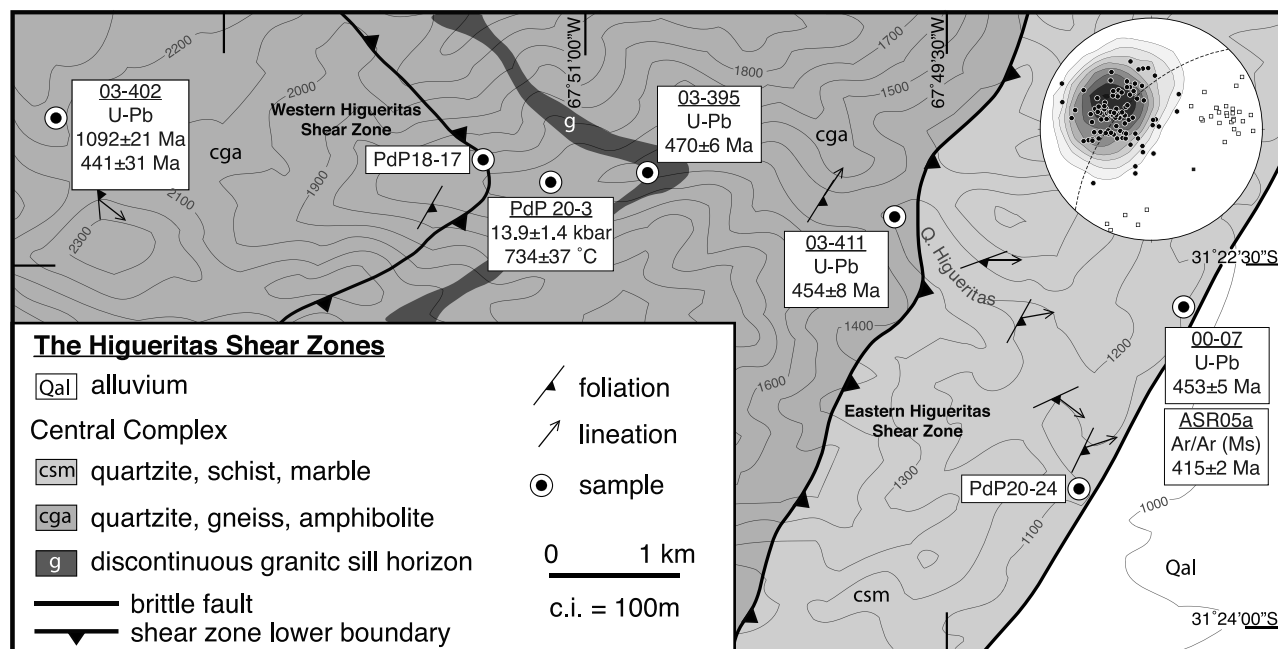 2200
1700
67˚51'00"W
67˚49'30"W
1800
03-402
U-Pb
1092±21 Ma
441±31 Ma
2000
Western Higueritas
Shear Zone
g
03-395
U-Pb
470±6 Ma
1500
cga
cga
PdP18-17
1900
2100
2300
PdP 20-3
13.9±1.4 kbar
734±37 ˚C
03-411
U-Pb
454±8 Ma
Q. Higueritas
31˚22'30"S
1400
1200
1600
00-07
U-Pb
453±5 Ma
ASR05a
Ar/Ar (Ms)
415±2 Ma
Eastern Higueritas
Shear Zone
1300
PdP20-24
1000
1100
Qal
csm
31˚24'00"S
The Higueritas Shear Zones
Qal alluvium
Central Complex
csm quartzite, schist, marble
cga quartzite, gneiss, amphibolite
g discontinuous granitc sill horizon
brittle fault
shear zone lower boundary
foliation
lineation
sample
0 1 km
c.i. = 100m